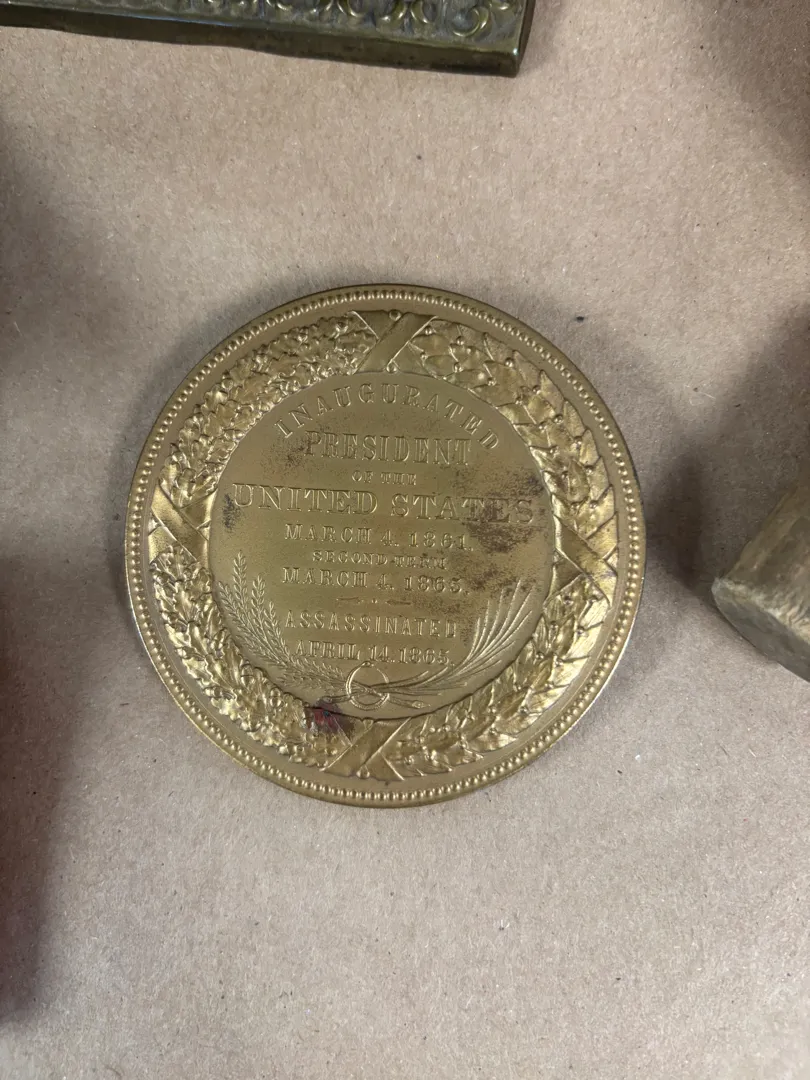 INAUGURATED
PRESIDENT
OF THE
UNITED STATES
MARCH 4. 1861.
SECOND TERM
MARCH 4. 1865.
ASSASSINATED
APRIL 14. 1865.